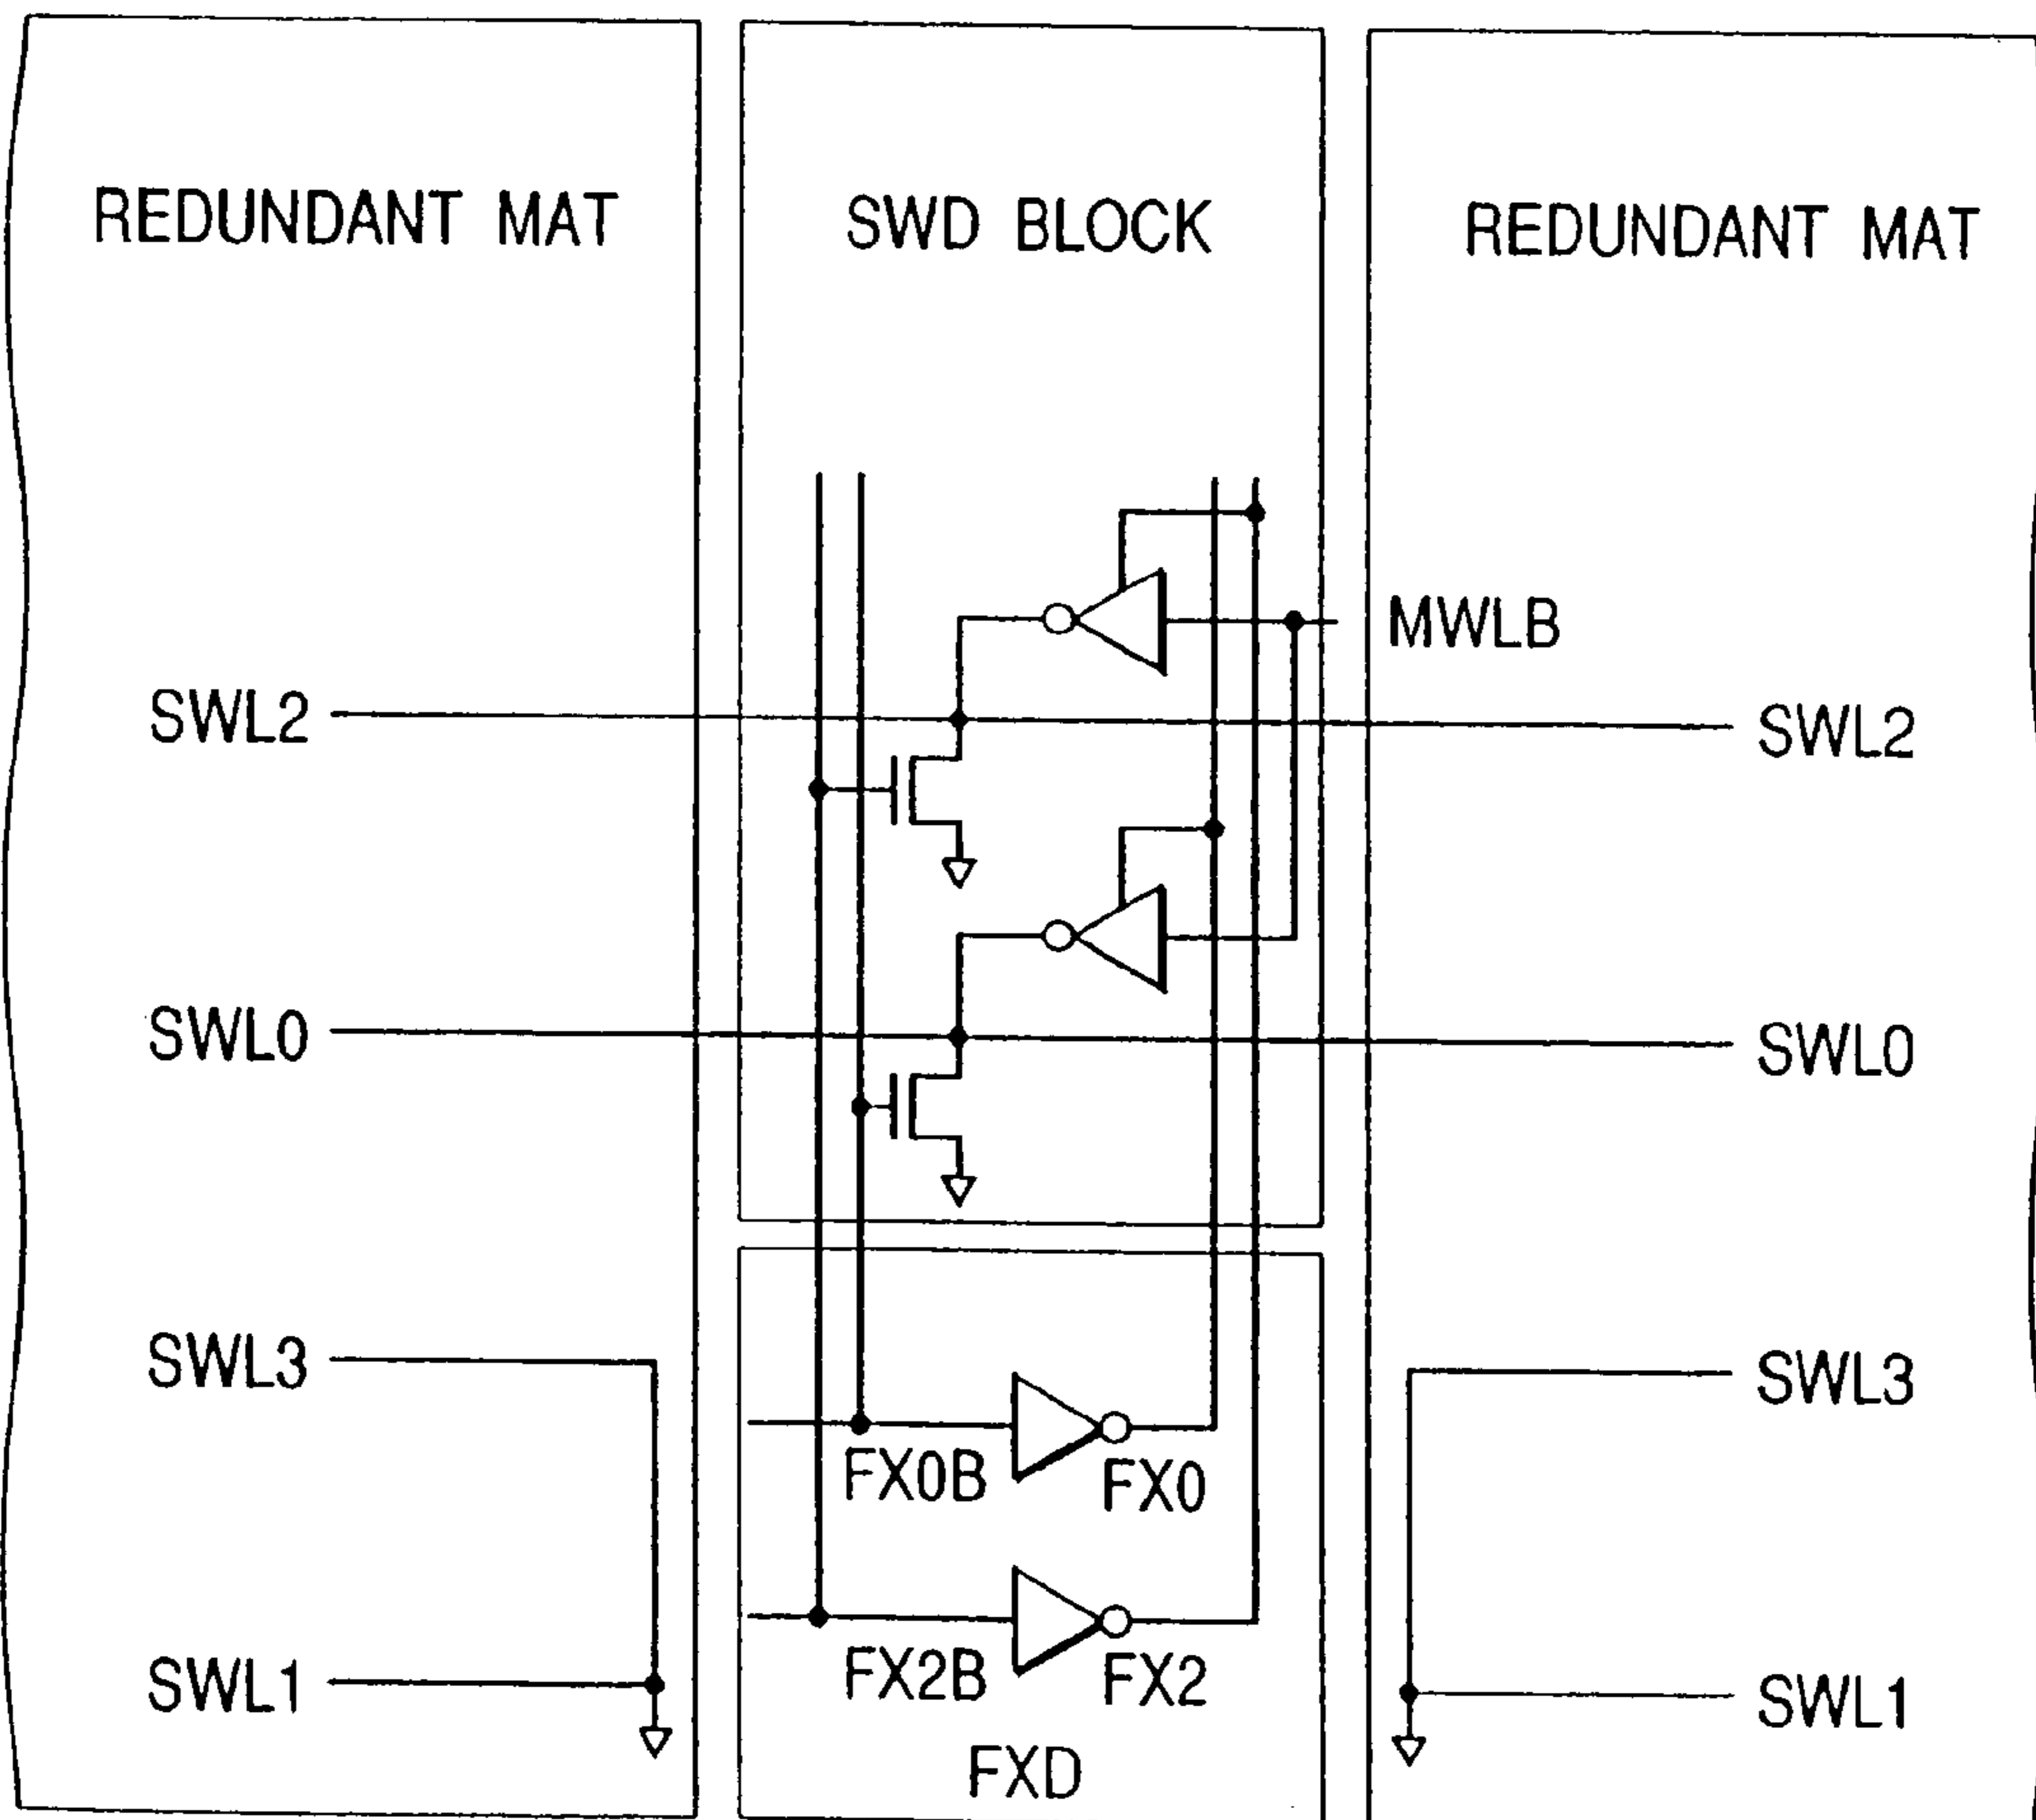 REDUNDANT MAT
SWD BLOCK
REDUNDANT MAT
MWLB
SWL2
SWL2
SWL0
SWL0
SWL3
SWL3
FX0B
FX0
SWL1
FX2B
FX2
SWL1
FXD